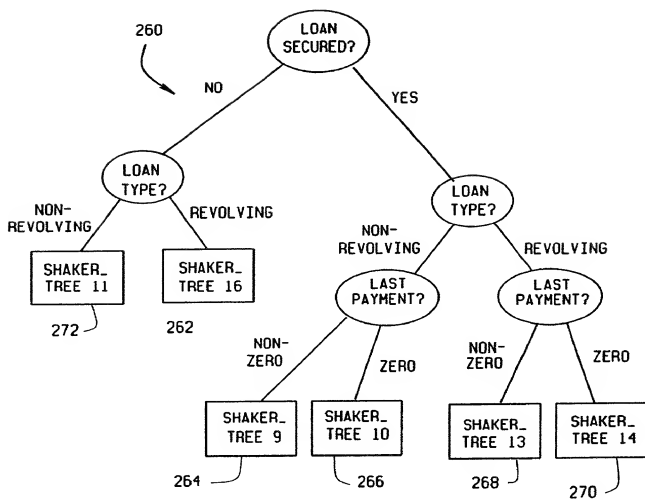 260
LOAN
SECURED?
NO
YES
LOAN
TYPE?
LOAN
TYPE?
NON-
REVOLVING
REVOLVING
NON-
REVOLVING
REVOLVING
SHAKER_
TREE 11
SHAKER_
TREE 16
LAST
PAYMENT?
LAST
PAYMENT?
272
262
NON-
ZERO
ZERO
NON-
ZERO
ZERO
SHAKER_
TREE 9
SHAKER_
TREE 10
SHAKER_
TREE 13
SHAKER_
TREE 14
264
266
268
270